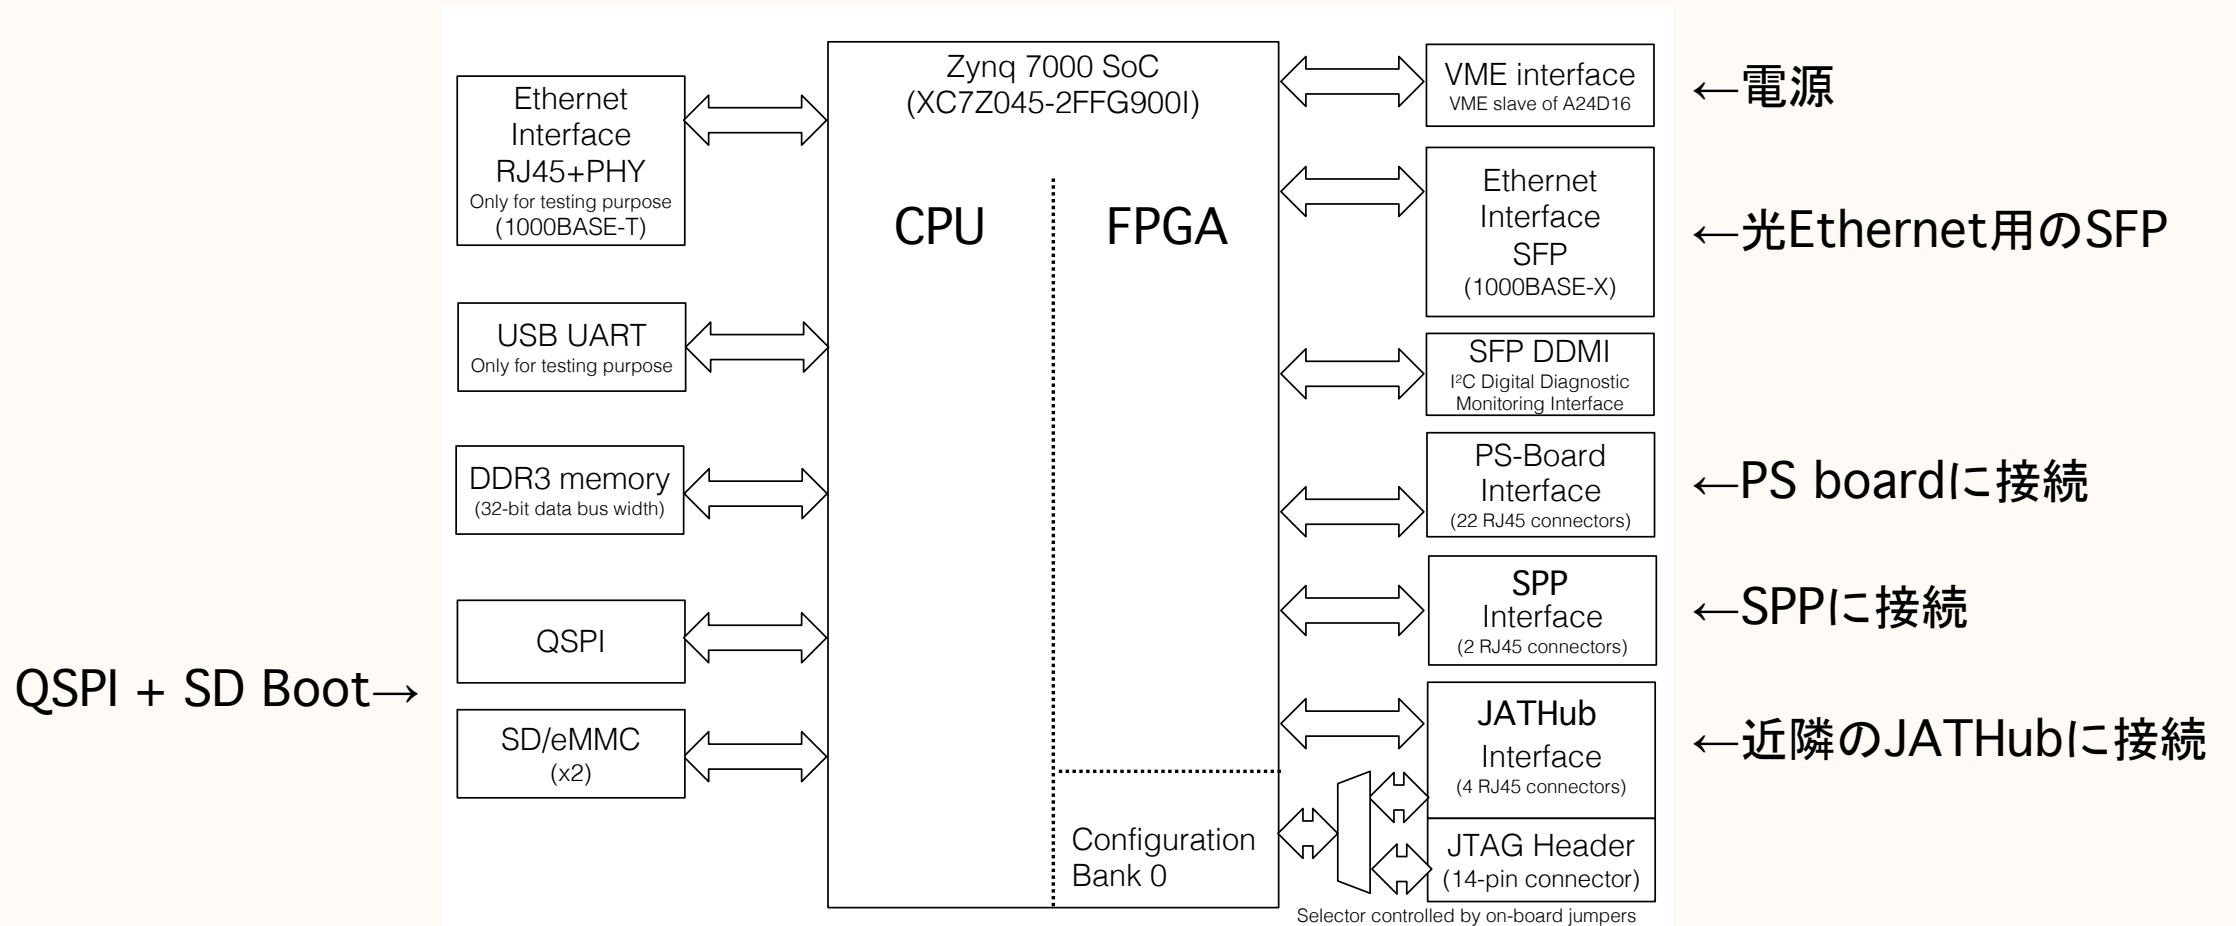 Ethernet
Interface
RJ45+PHY
Only for testing purpose
(1000BASE-T)
USB UART
Only for testing purpose
DDR3 memory
(32-bit data bus width)
QSPI
QSPI + SD Boot→
SD/eMMC
(x2)
Zynq 7000 SoC
(XC7Z045-2FFG900I)
CPU
FPGA
Configuration
Bank 0
VME interface
VME slave of A24D16
←電源
Ethernet
Interface
SFP
(1000BASE-X)
←光Ethernet用のSFP
SFP DDMI
I²C Digital Diagnostic
Monitoring Interface
PS-Board
Interface
(22 RJ45 connectors)
←PS boardに接続
SPP
Interface
(2 RJ45 connectors)
←SPPに接続
JATHub
Interface
(4 RJ45 connectors)
←近隣のJATHubに接続
JTAG Header
(14-pin connector)
Selector controlled by on-board jumpers